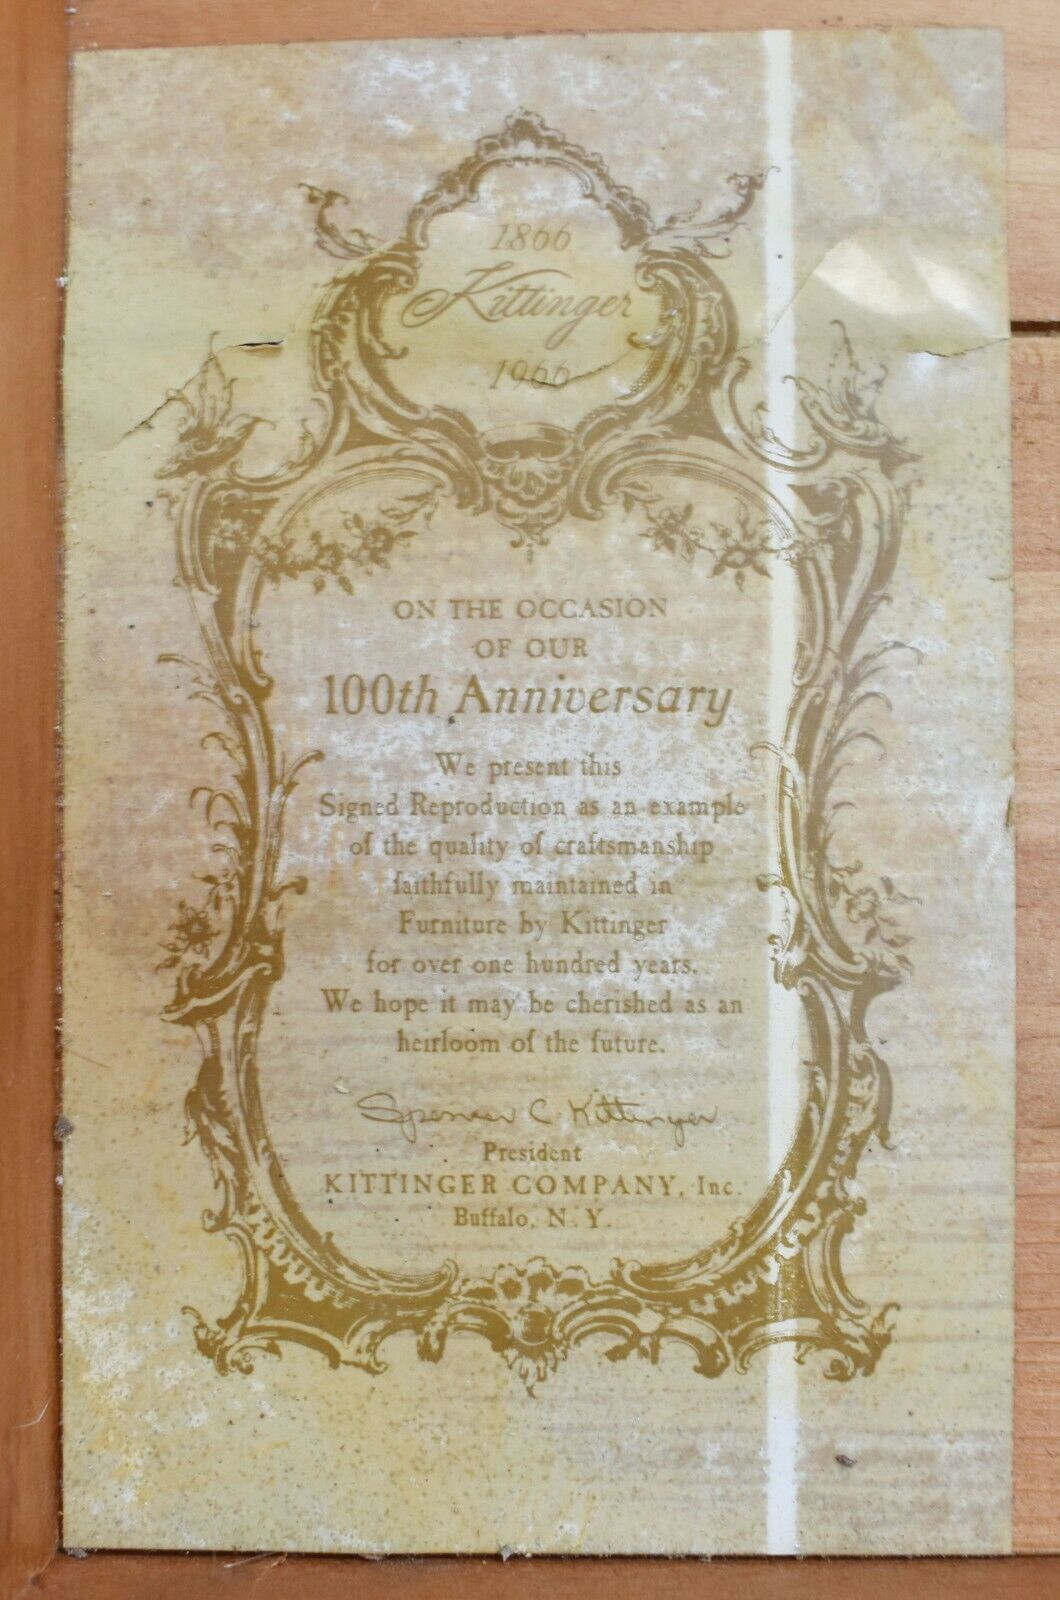 1866
Kittinger
1966
ON THE OCCASION
OF OUR
100th Anniversary
We present this
Signed Reproduction as an example
of the quality of craftsmanship
faithfully maintained in
Furniture by Kittinger
for over one hundred years.
We hope it may be cherished as an
heirloom of the future.
Spencer C Kittinger
President
KITTINGER COMPANY, Inc.
Buffalo, N. Y.